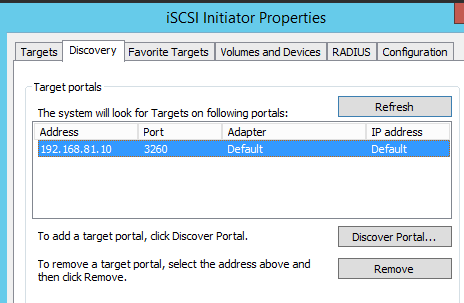 iSCSI Initiator Properties
Targets Discovery Favorite Targets Volumes and Devices RADIUS Configuration
Target portals
The system will look for Targets on following portals: Refresh
Address Port Adapter IP address
192.168.81.10 3260 Default Default
To add a target portal, click Discover Portal. Discover Portal...
To remove a target portal, select the address above and
then click Remove. Remove